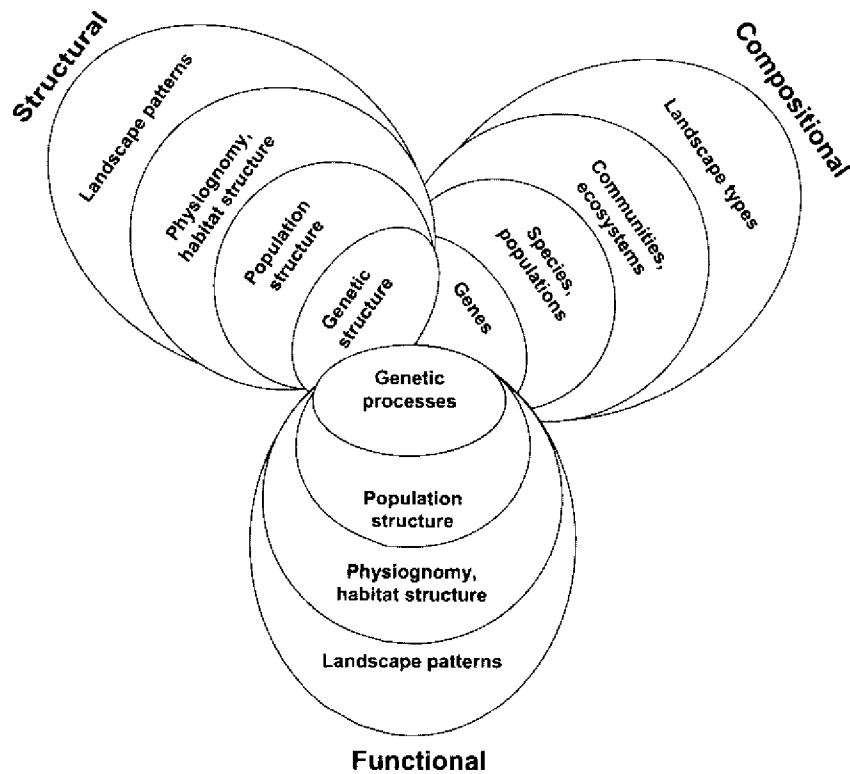 Structural
Landscape patterns
Physiognomy,
habitat structure
Population
structure
Genetic
structure
Compositional
Landscape types
Communities,
ecosystems
Species,
populations
Genes
Genetic
processes
Population
structure
Physiognomy,
habitat structure
Landscape patterns
Functional